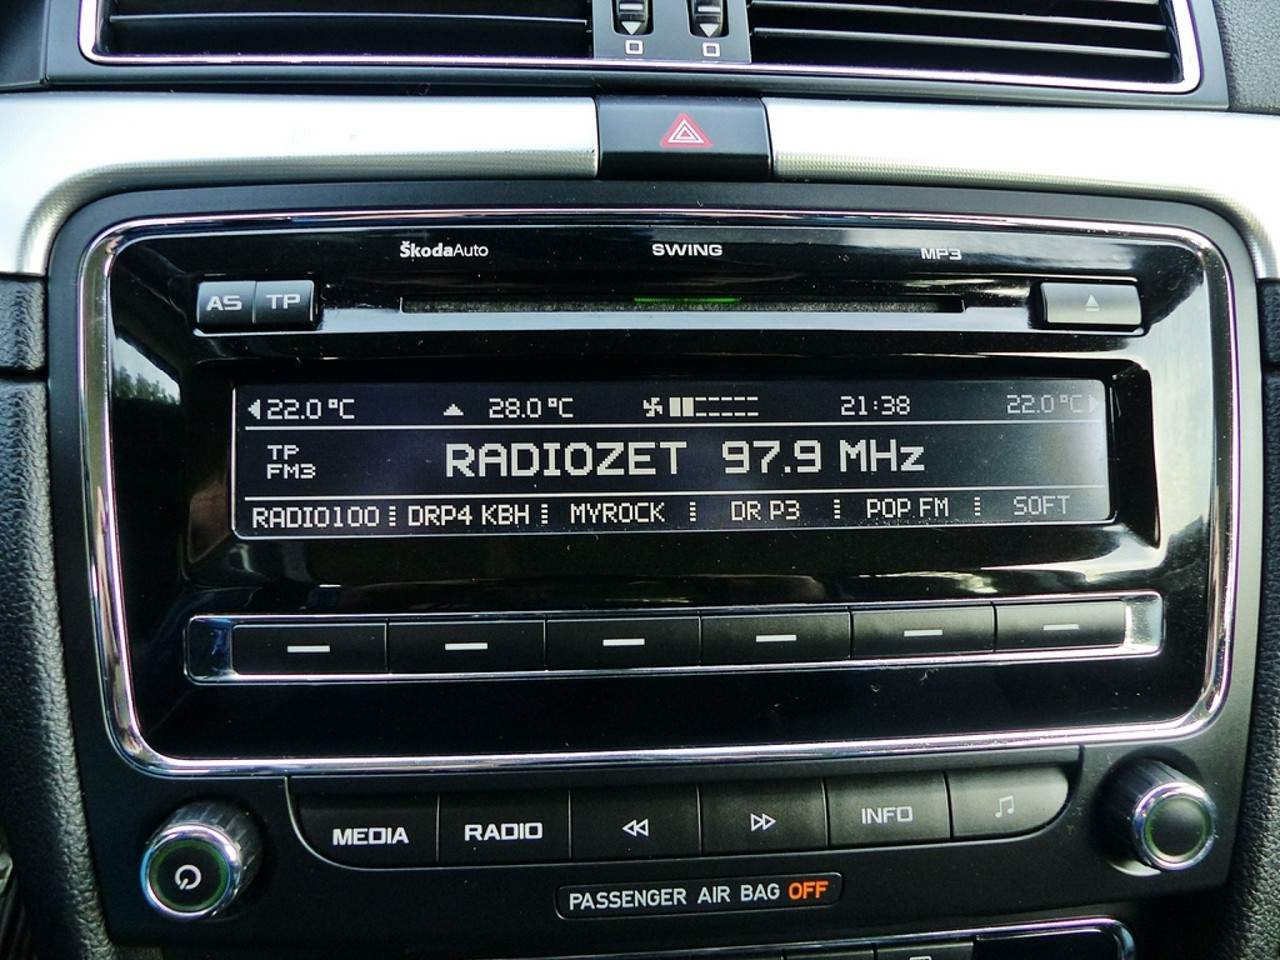 ŠkodaAuto SWING MP3
AS TP
22.0 °C 28.0 °C 21:38 22.0 °C
TP
FM3
RADIOZET 97.9 MHz
RADIO100 DRP4 KBH MYROCK DR P3 POP FM SOFT
MEDIA RADIO INFO
PASSENGER AIR BAG OFF